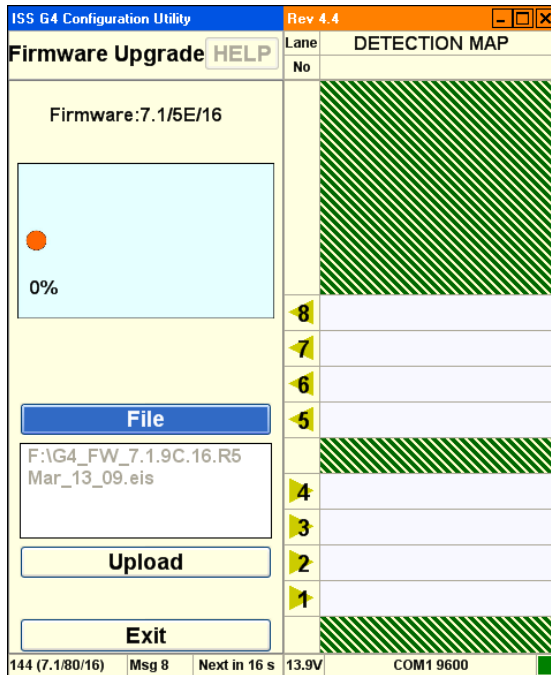 ISS G4 Configuration Utility
Rev 4.4
Firmware Upgrade
HELP
Lane
No
DETECTION MAP
Firmware:7.1/5E/16
0%
8
7
6
5
File
F:\G4_FW_7.1.9C.16.R5
Mar_13_09.eis
4
3
Upload
2
1
Exit
144 (7.1/80/16)
Msg 8
Next in 16 s
13.9V
COM1 9600